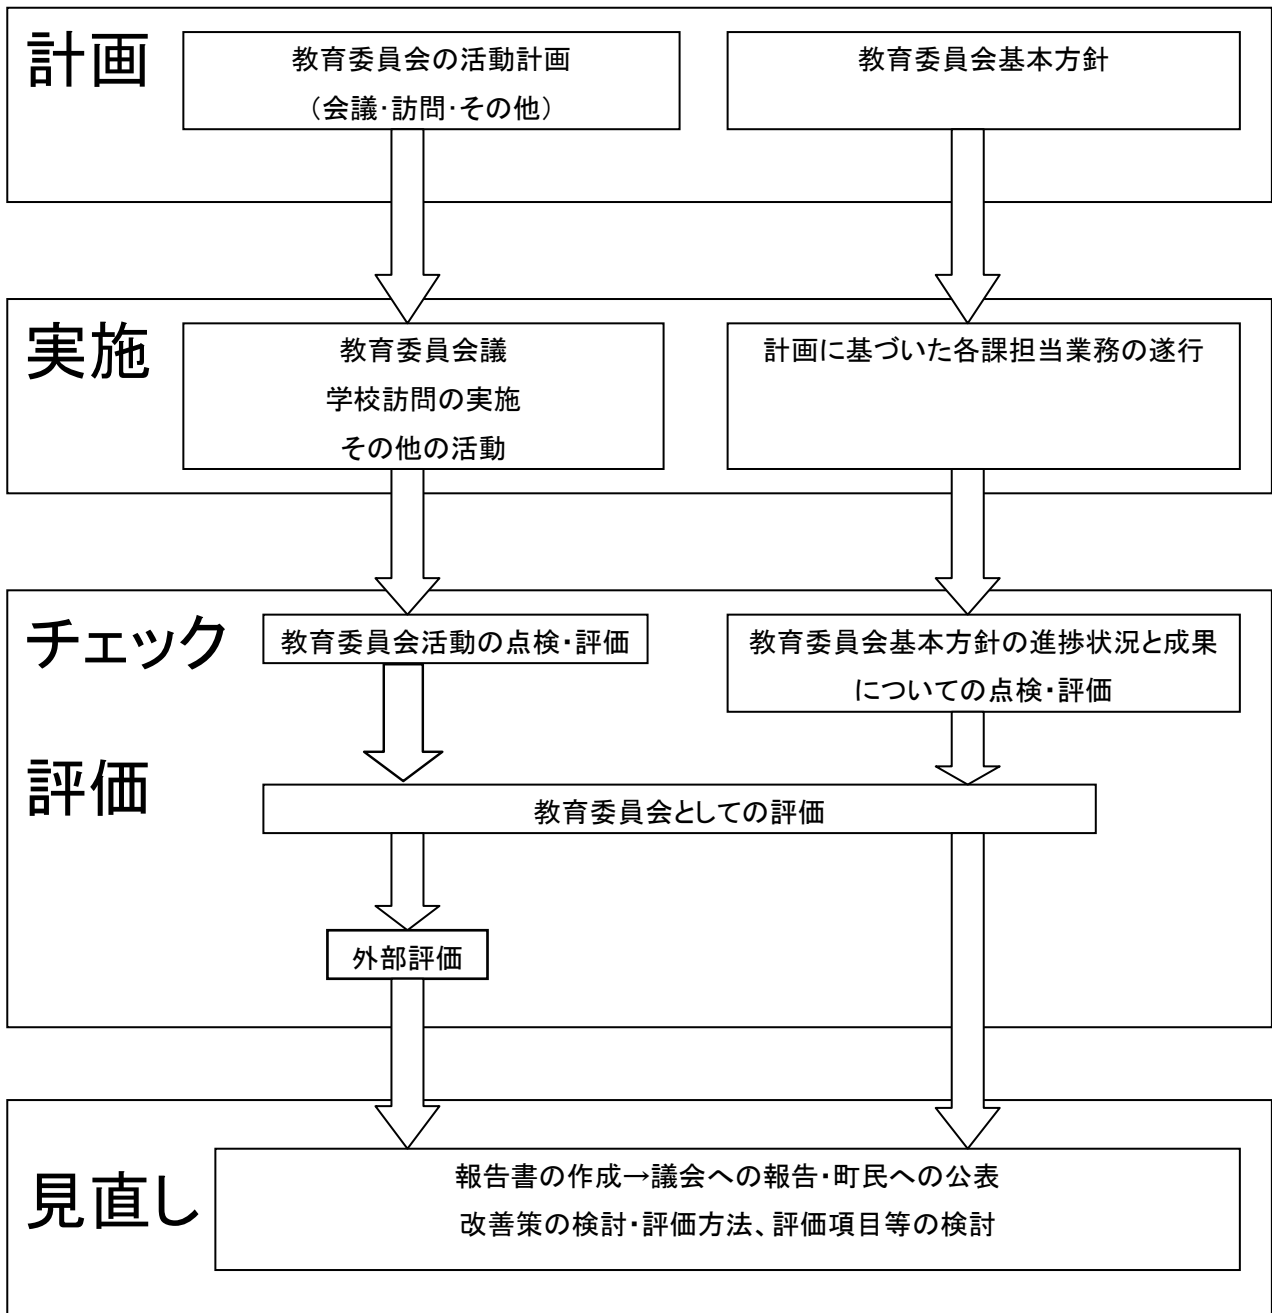 計画
教育委員会の活動計画
（会議・訪問・その他）
教育委員会基本方針
実施
教育委員会議
学校訪問の実施
その他の活動
計画に基づいた各課担当業務の遂行
チェック
教育委員会活動の点検・評価
教育委員会基本方針の進捗状況と成果
についての点検・評価
評価
教育委員会としての評価
外部評価
見直し
報告書の作成→議会への報告・町民への公表
改善策の検討・評価方法、評価項目等の検討